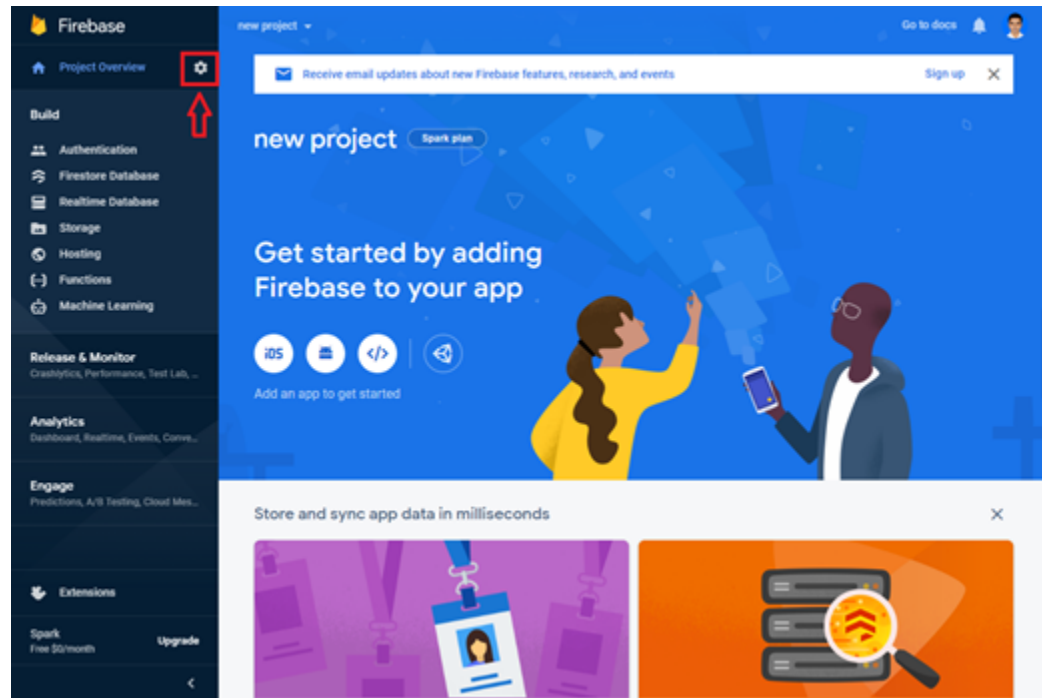 Firebase
Project Overview
Build
Authentication
Firestore Database
Realtime Database
Storage
Hosting
Functions
Machine Learning
Release & Monitor
Crashlytics, Performance, Test Lab, ...
Analytics
Dashboard, Realtime, Events, Conve...
Engage
Predictions, A/B Testing, Cloud Mes...
Extensions
Spark
Free $0/month
Upgrade
new project
Go to docs
Receive email updates about new Firebase features, research, and events
Sign up
new project
Spark plan
Get started by adding
Firebase to your app
iOS
Add an app to get started
Store and sync app data in milliseconds